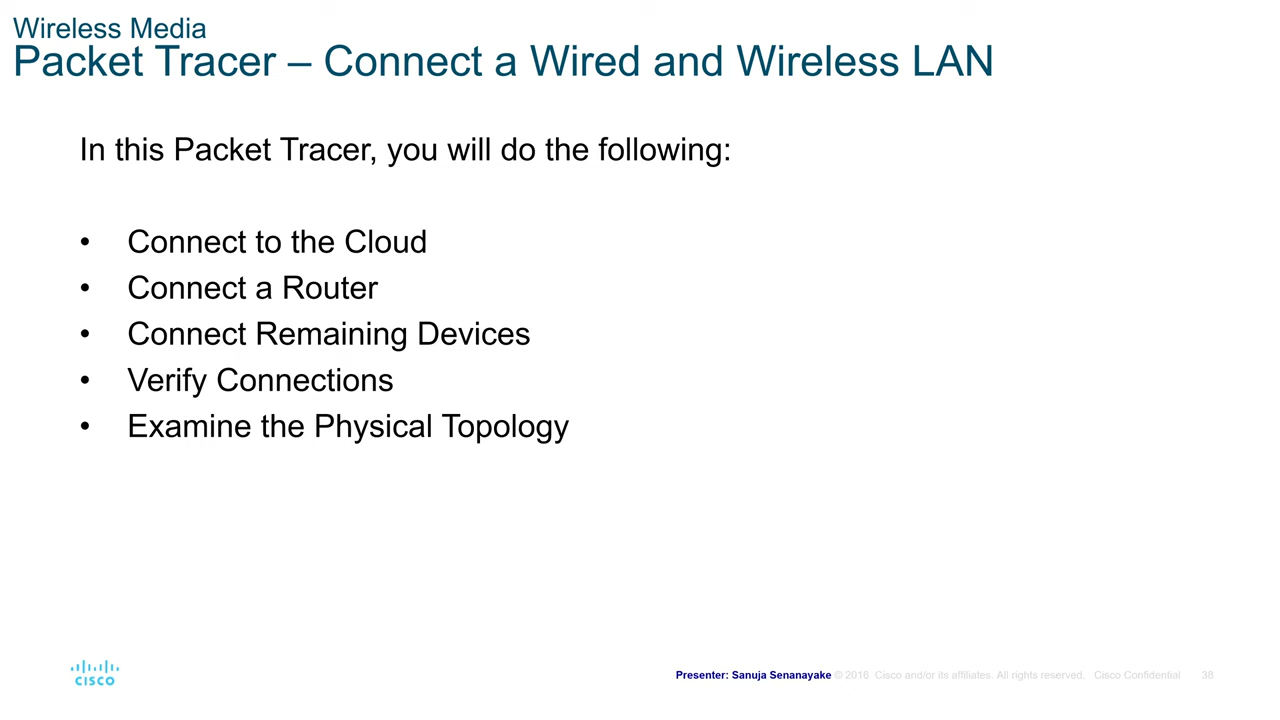 Wireless Media
Packet Tracer – Connect a Wired and Wireless LAN
In this Packet Tracer, you will do the following:
• Connect to the Cloud
• Connect a Router
• Connect Remaining Devices
• Verify Connections
• Examine the Physical Topology
CISCO
Presenter: Sanuja Senanayake © 2016 Cisco and/or its affiliates. All rights reserved. Cisco Confidential 38